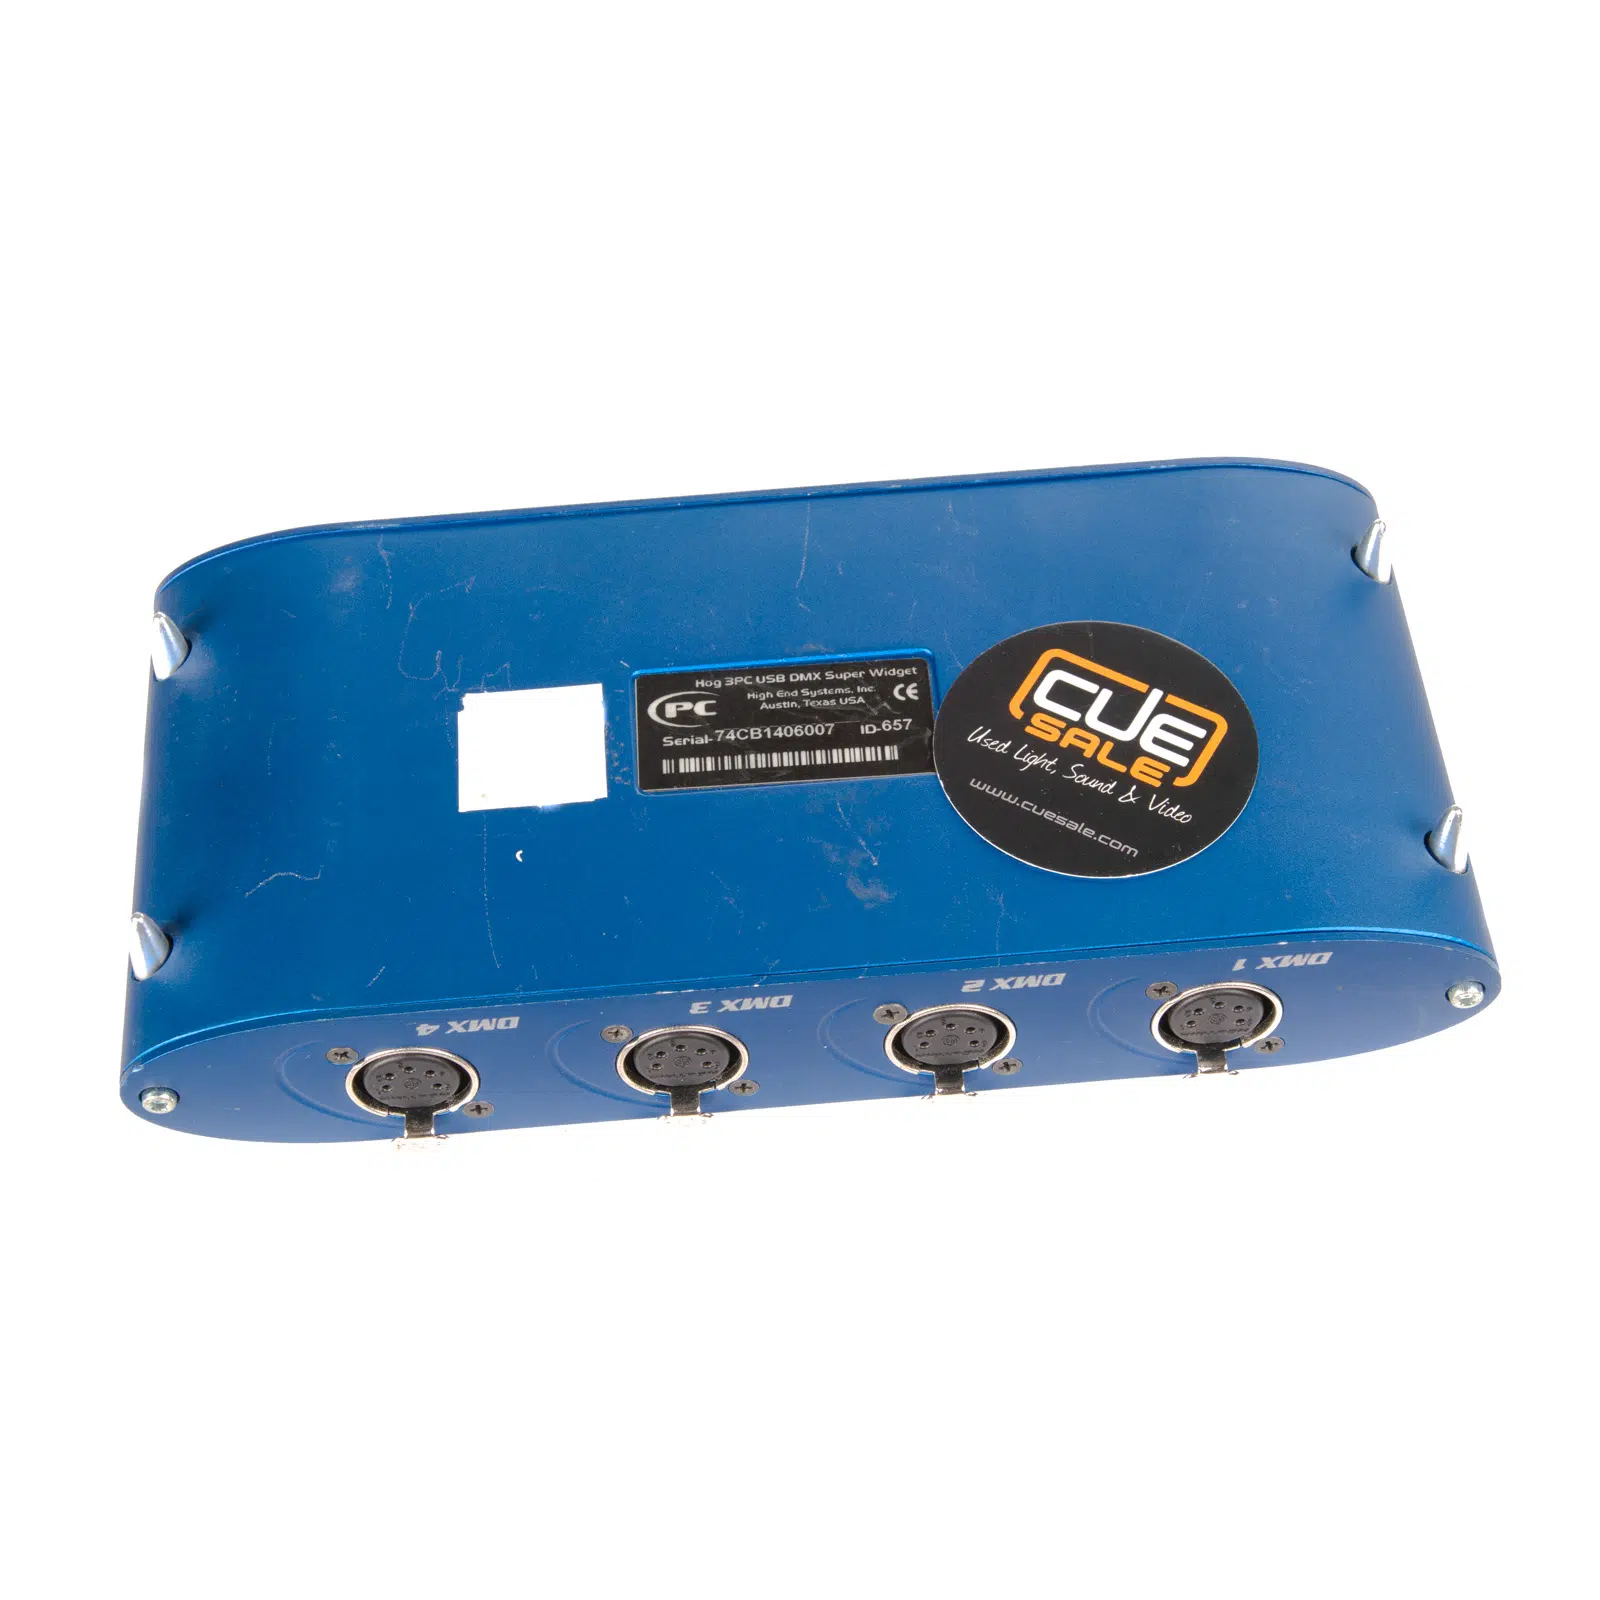 Hog 3PC USB DMX Super Widget
PC
High End Systems, Inc.
Austin, Texas USA
CE
Serial-74CB1406007 ID-657
CUE
SALE
Used Light, Sound & Video
www.cuesale.com
DMX 4
DMX 3
DMX 2
DMX 1